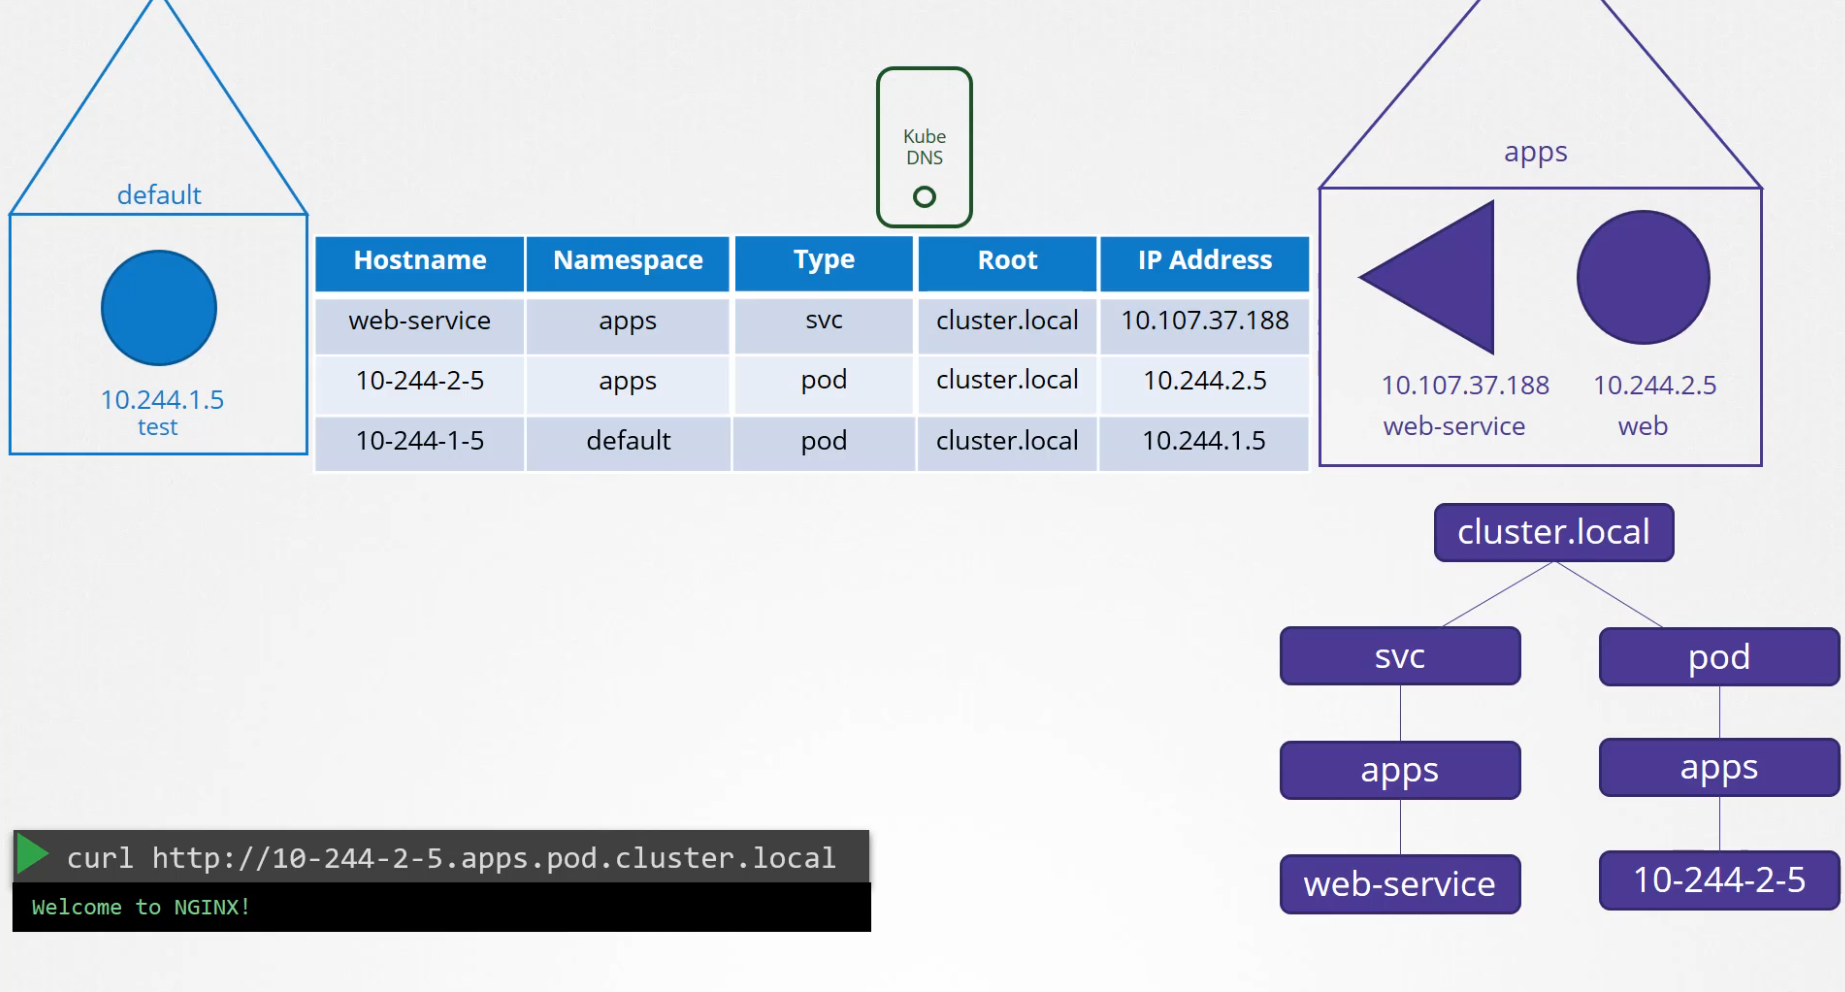 Kube
DNS
default
10.244.1.5
test
Hostname Namespace Type Root IP Address
web-service apps svc cluster.local 10.107.37.188
10-244-2-5 apps pod cluster.local 10.244.2.5
10-244-1-5 default pod cluster.local 10.244.1.5
apps
10.107.37.188 10.244.2.5
web-service web
cluster.local
svc pod
apps apps
web-service 10-244-2-5
curl http://10-244-2-5.apps.pod.cluster.local
Welcome to NGINX!